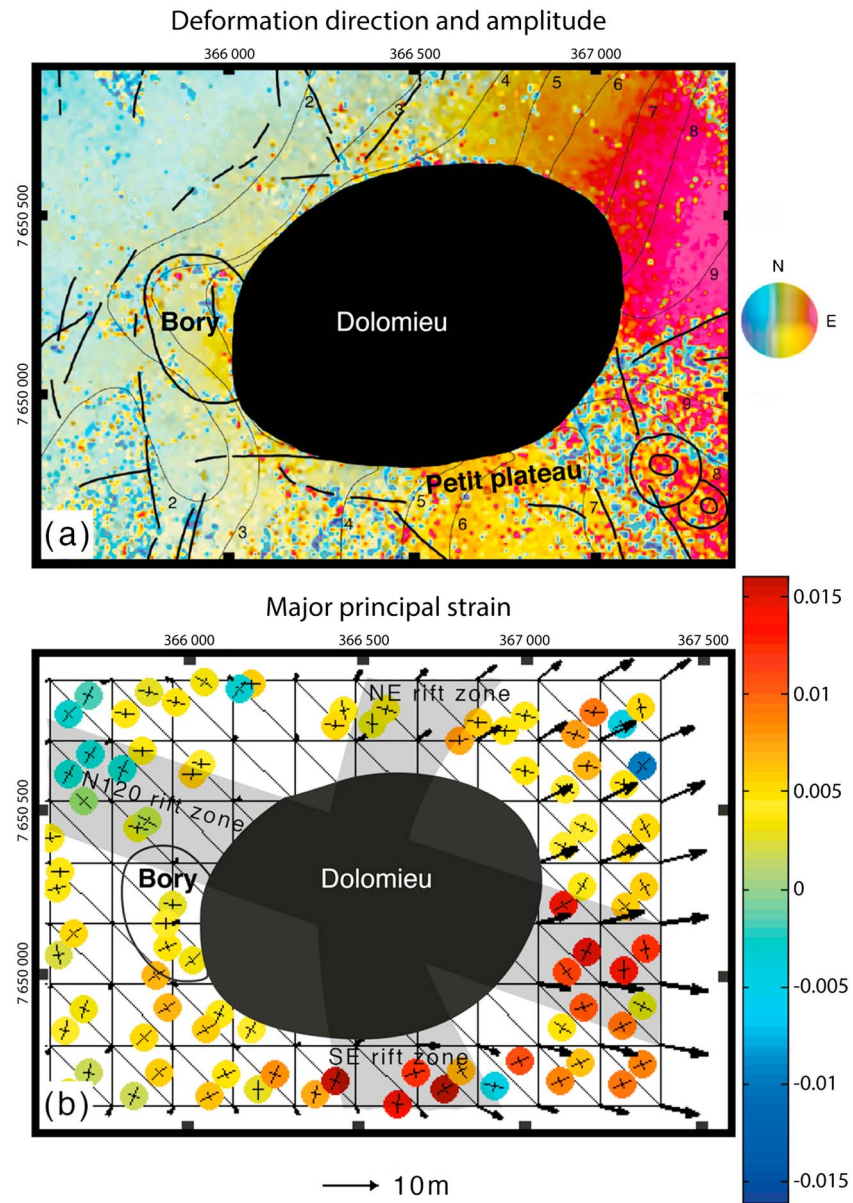 Deformation direction and amplitude
366 000 366 500 367 000
2 3 4 5 6 7 8
7 650 500
9
N
E
Bory Dolomieu
7 650 000
9
8
Petit plateau
2 3 4 5 6 7
(a)
Major principal strain
366 000 366 500 367 000 367 500
0.015
NE rift zone
0.01
N120 rift zone
7 650 500
0.005
Bory Dolomieu
0
7 650 000
-0.005
SE rift zone
-0.01
(b)
10m
-0.015